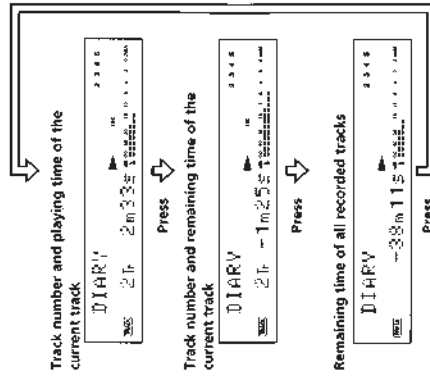 Track number and playing time of the
current track
DIARY
2Tr 2m33s
Press
Track number and remaining time of the
current track
DIARY
2Tr -1m25s
Press
Remaining time of all recorded tracks
DIARY
-38m11s
Press